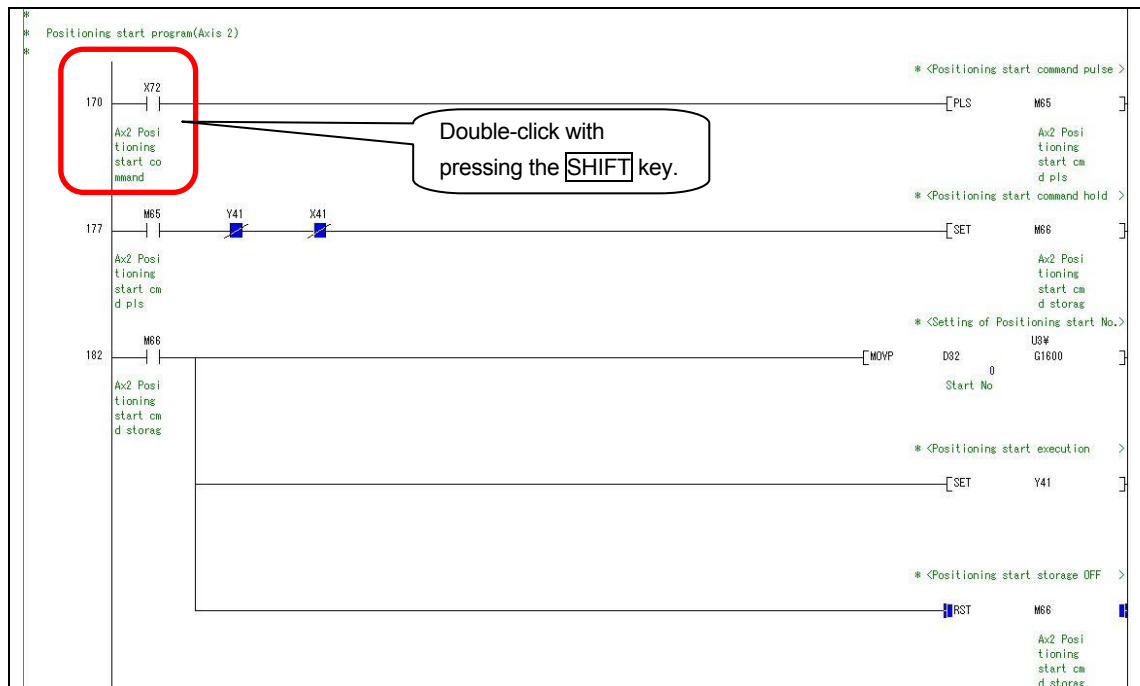 *
* Positioning start program(Axis 2)
*
* <Positioning start command pulse >
X72
170
[PLS M65 ]
Ax2 Posi
tioning
start co
mmand
Double-click with
pressing the SHIFT key.
Ax2 Posi
tioning
start cm
d pls
* <Positioning start command hold >
M65 Y41 X41
177
[SET M66 ]
Ax2 Posi
tioning
start cm
d pls
Ax2 Posi
tioning
start cm
d storag
* <Setting of Positioning start No.>
M66
U3¥
182
[MOVP D32 G1600 ]
0
Start No
Ax2 Posi
tioning
start cm
d storag
* <Positioning start execution >
[SET Y41 ]
* <Positioning start storage OFF >
[RST M66 ]
Ax2 Posi
tioning
start cm
d storag